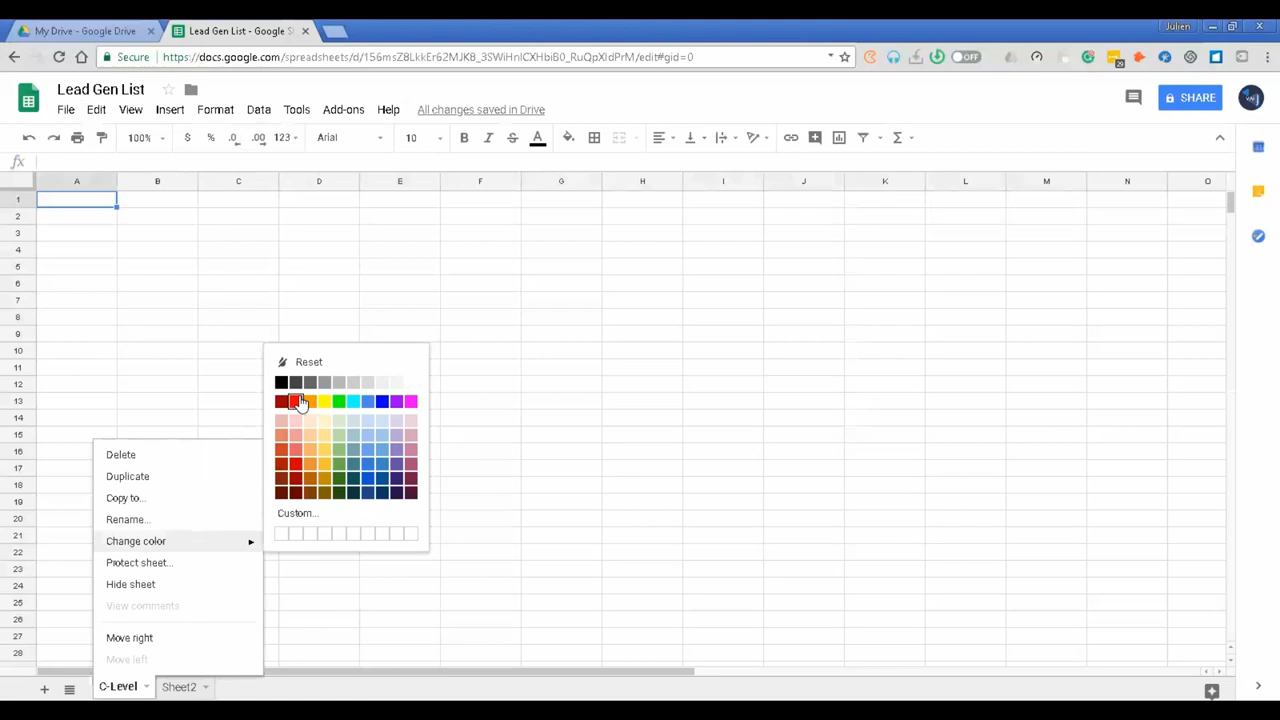 My Drive - Google Drive
Lead Gen List - Google S
Julien
Secure
https://docs.google.com/spreadsheets/d/156msZ8LkkEr62MJK8_3SWiHnICXHbiB0_RuQpXldPrM/edit#gid=0
OFF
29
Lead Gen List
File Edit View Insert Format Data Tools Add-ons Help All changes saved in Drive
SHARE
VAI
100% $ % .0 .00 123 Arial 10 B I S A
fx
A B C D E F G H I J K L M N O
1
2
3
4
5
6
7
8
9
10
11
12
13
14
15
16
17
18
19
20
21
22
23
24
25
26
27
28
Reset
Custom...
Delete
Duplicate
Copy to...
Rename...
Change color
Protect sheet...
Hide sheet
View comments
Move right
Move left
C-Level Sheet2